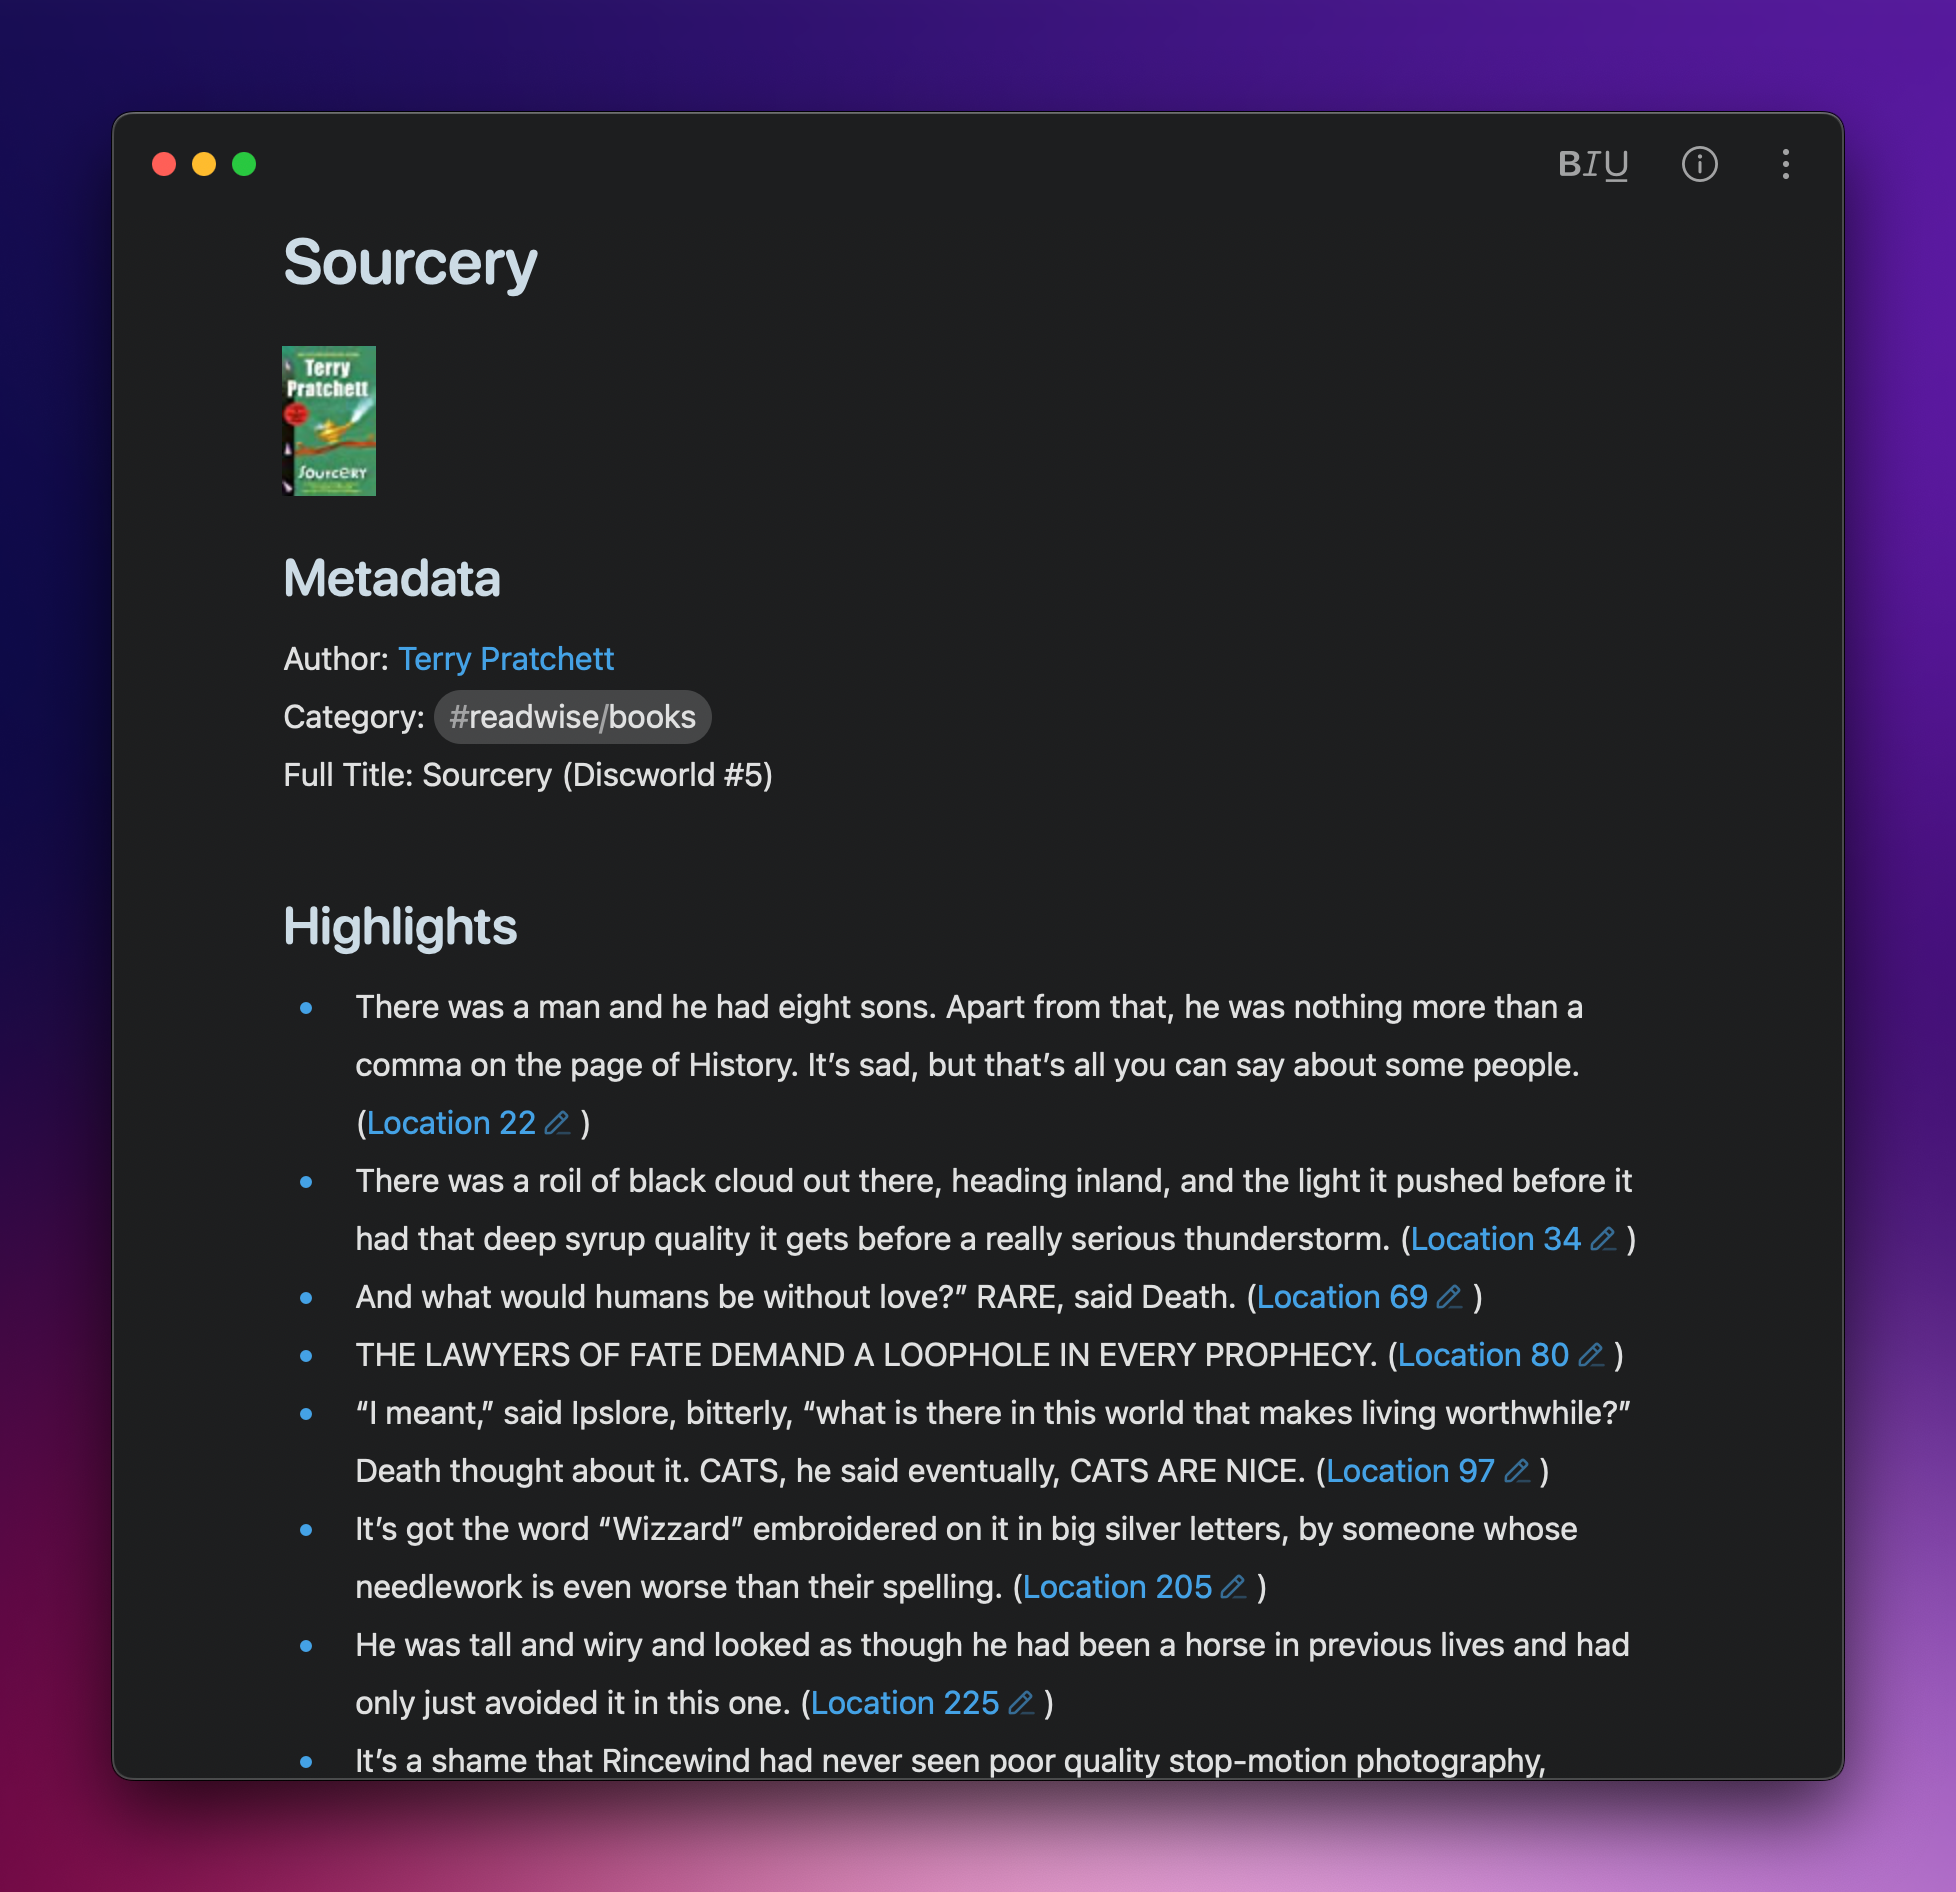 BIU
Sourcery
Terry
Pratchett
SOURCERY
Metadata
Author: Terry Pratchett
Category: #readwise/books
Full Title: Sourcery (Discworld #5)
Highlights
There was a man and he had eight sons. Apart from that, he was nothing more than a
comma on the page of History. It’s sad, but that’s all you can say about some people.
(Location 22 )
There was a roil of black cloud out there, heading inland, and the light it pushed before it
had that deep syrup quality it gets before a really serious thunderstorm. (Location 34 )
And what would humans be without love?” RARE, said Death. (Location 69 )
THE LAWYERS OF FATE DEMAND A LOOPHOLE IN EVERY PROPHECY. (Location 80 )
“I meant,” said Ipslore, bitterly, “what is there in this world that makes living worthwhile?”
Death thought about it. CATS, he said eventually, CATS ARE NICE. (Location 97 )
It’s got the word “Wizzard” embroidered on it in big silver letters, by someone whose
needlework is even worse than their spelling. (Location 205 )
He was tall and wiry and looked as though he had been a horse in previous lives and had
only just avoided it in this one. (Location 225 )
It’s a shame that Rincewind had never seen poor quality stop-motion photography,